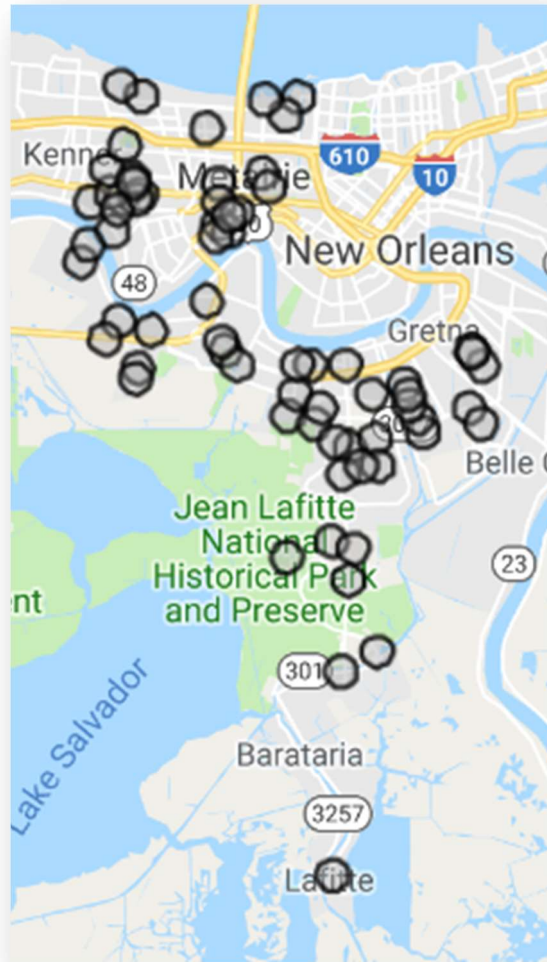 Kenner
Metairie
610
10
New Orleans
48
Gretna
Belle
Jean Lafitte
National
Historical Park
and Preserve
23
nt
301
Lake Salvador
Barataria
3257
Lafitte